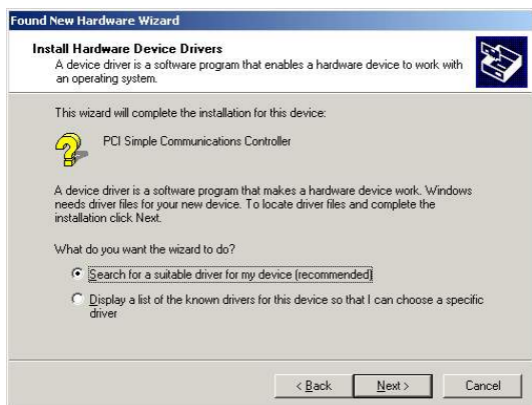 Found New Hardware Wizard
Install Hardware Device Drivers
A device driver is a software program that enables a hardware device to work with
an operating system.
This wizard will complete the installation for this device:
PCI Simple Communications Controller
A device driver is a software program that makes a hardware device work. Windows
needs driver files for your new device. To locate driver files and complete the
installation click Next.
What do you want the wizard to do?
Search for a suitable driver for my device (recommended)
Display a list of the known drivers for this device so that I can choose a specific
driver
< Back Next > Cancel